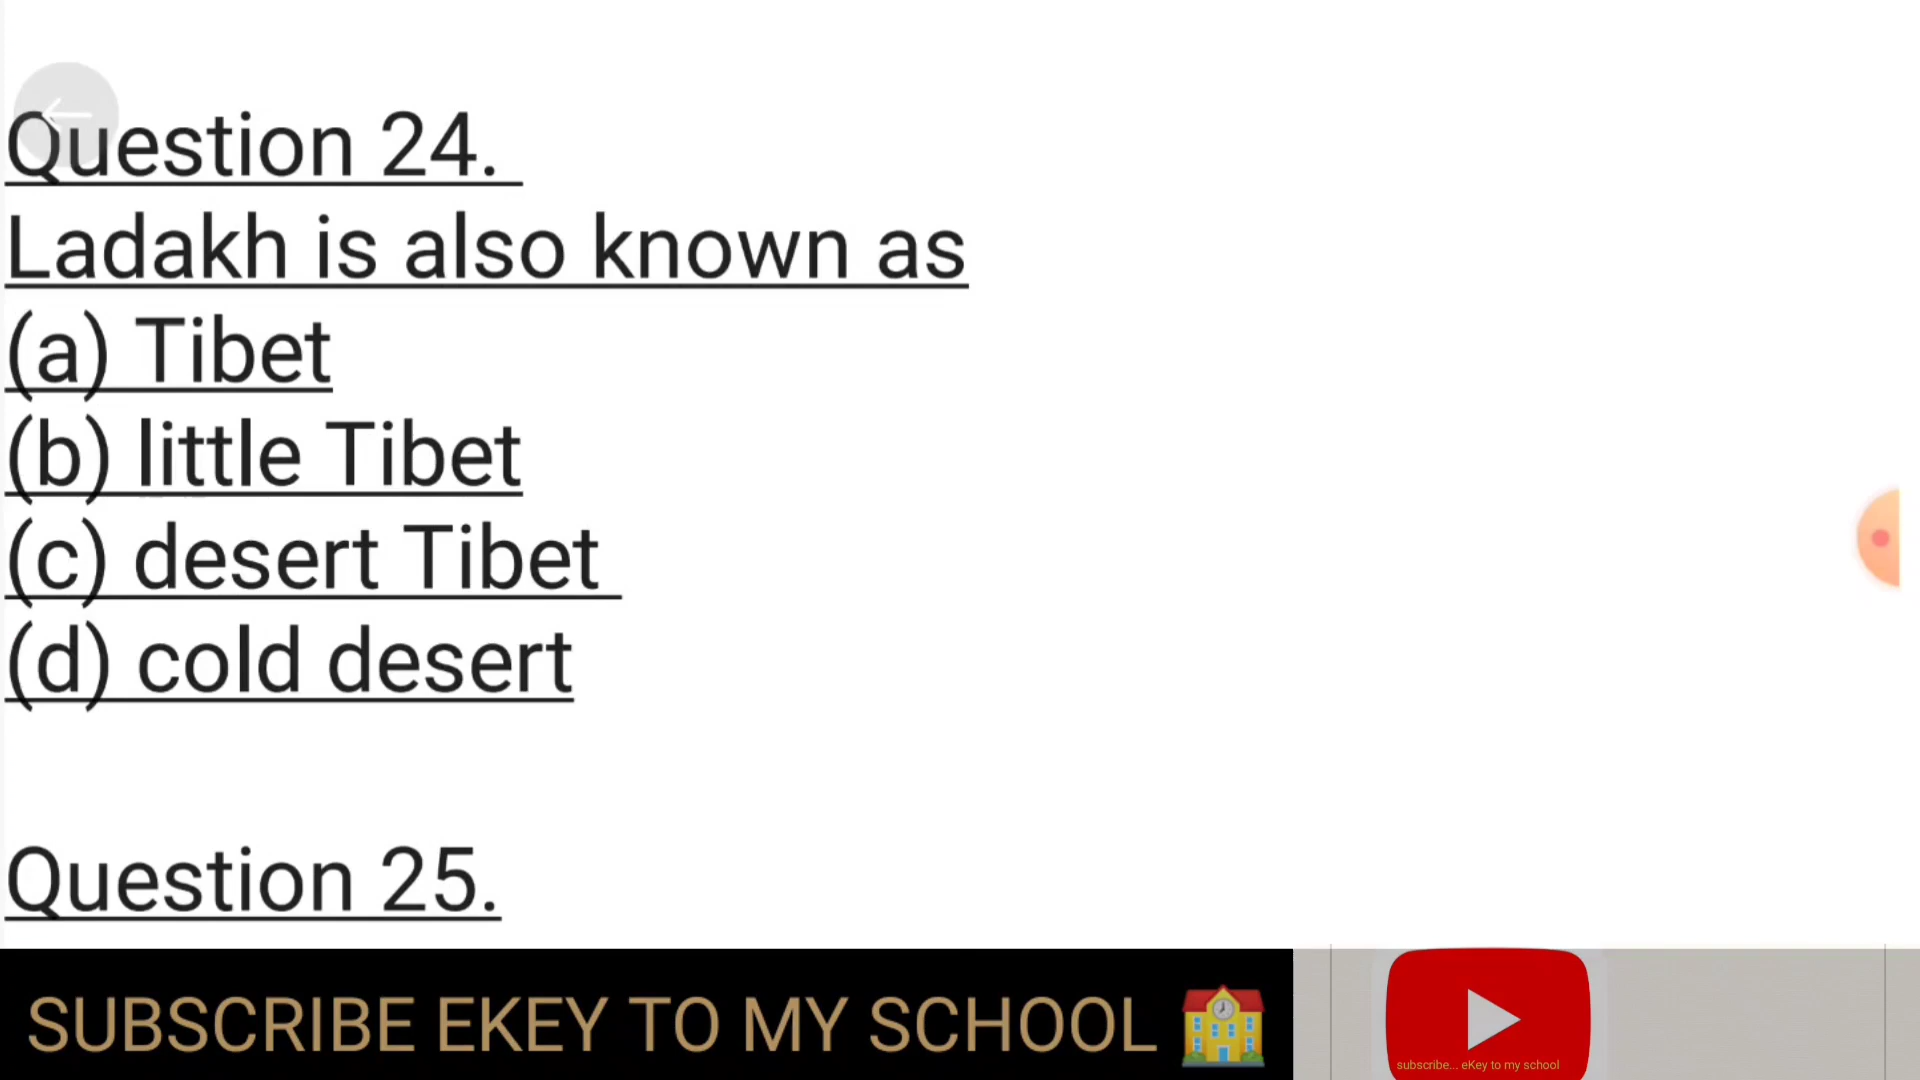 Question 24.
Ladakh is also known as
(a) Tibet
(b) little Tibet
(c) desert Tibet
(d) cold desert
Question 25.
SUBSCRIBE EKEY TO MY SCHOOL
subscribe... eKey to my school